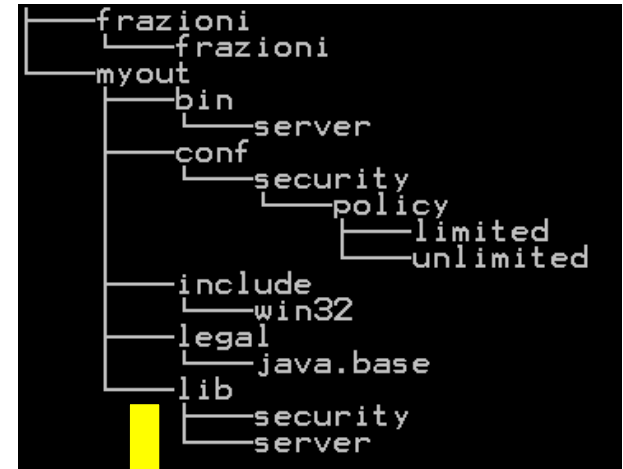 frazioni
frazioni
myout
bin
server
conf
security
policy
limited
unlimited
include
win32
legal
java.base
lib
security
server